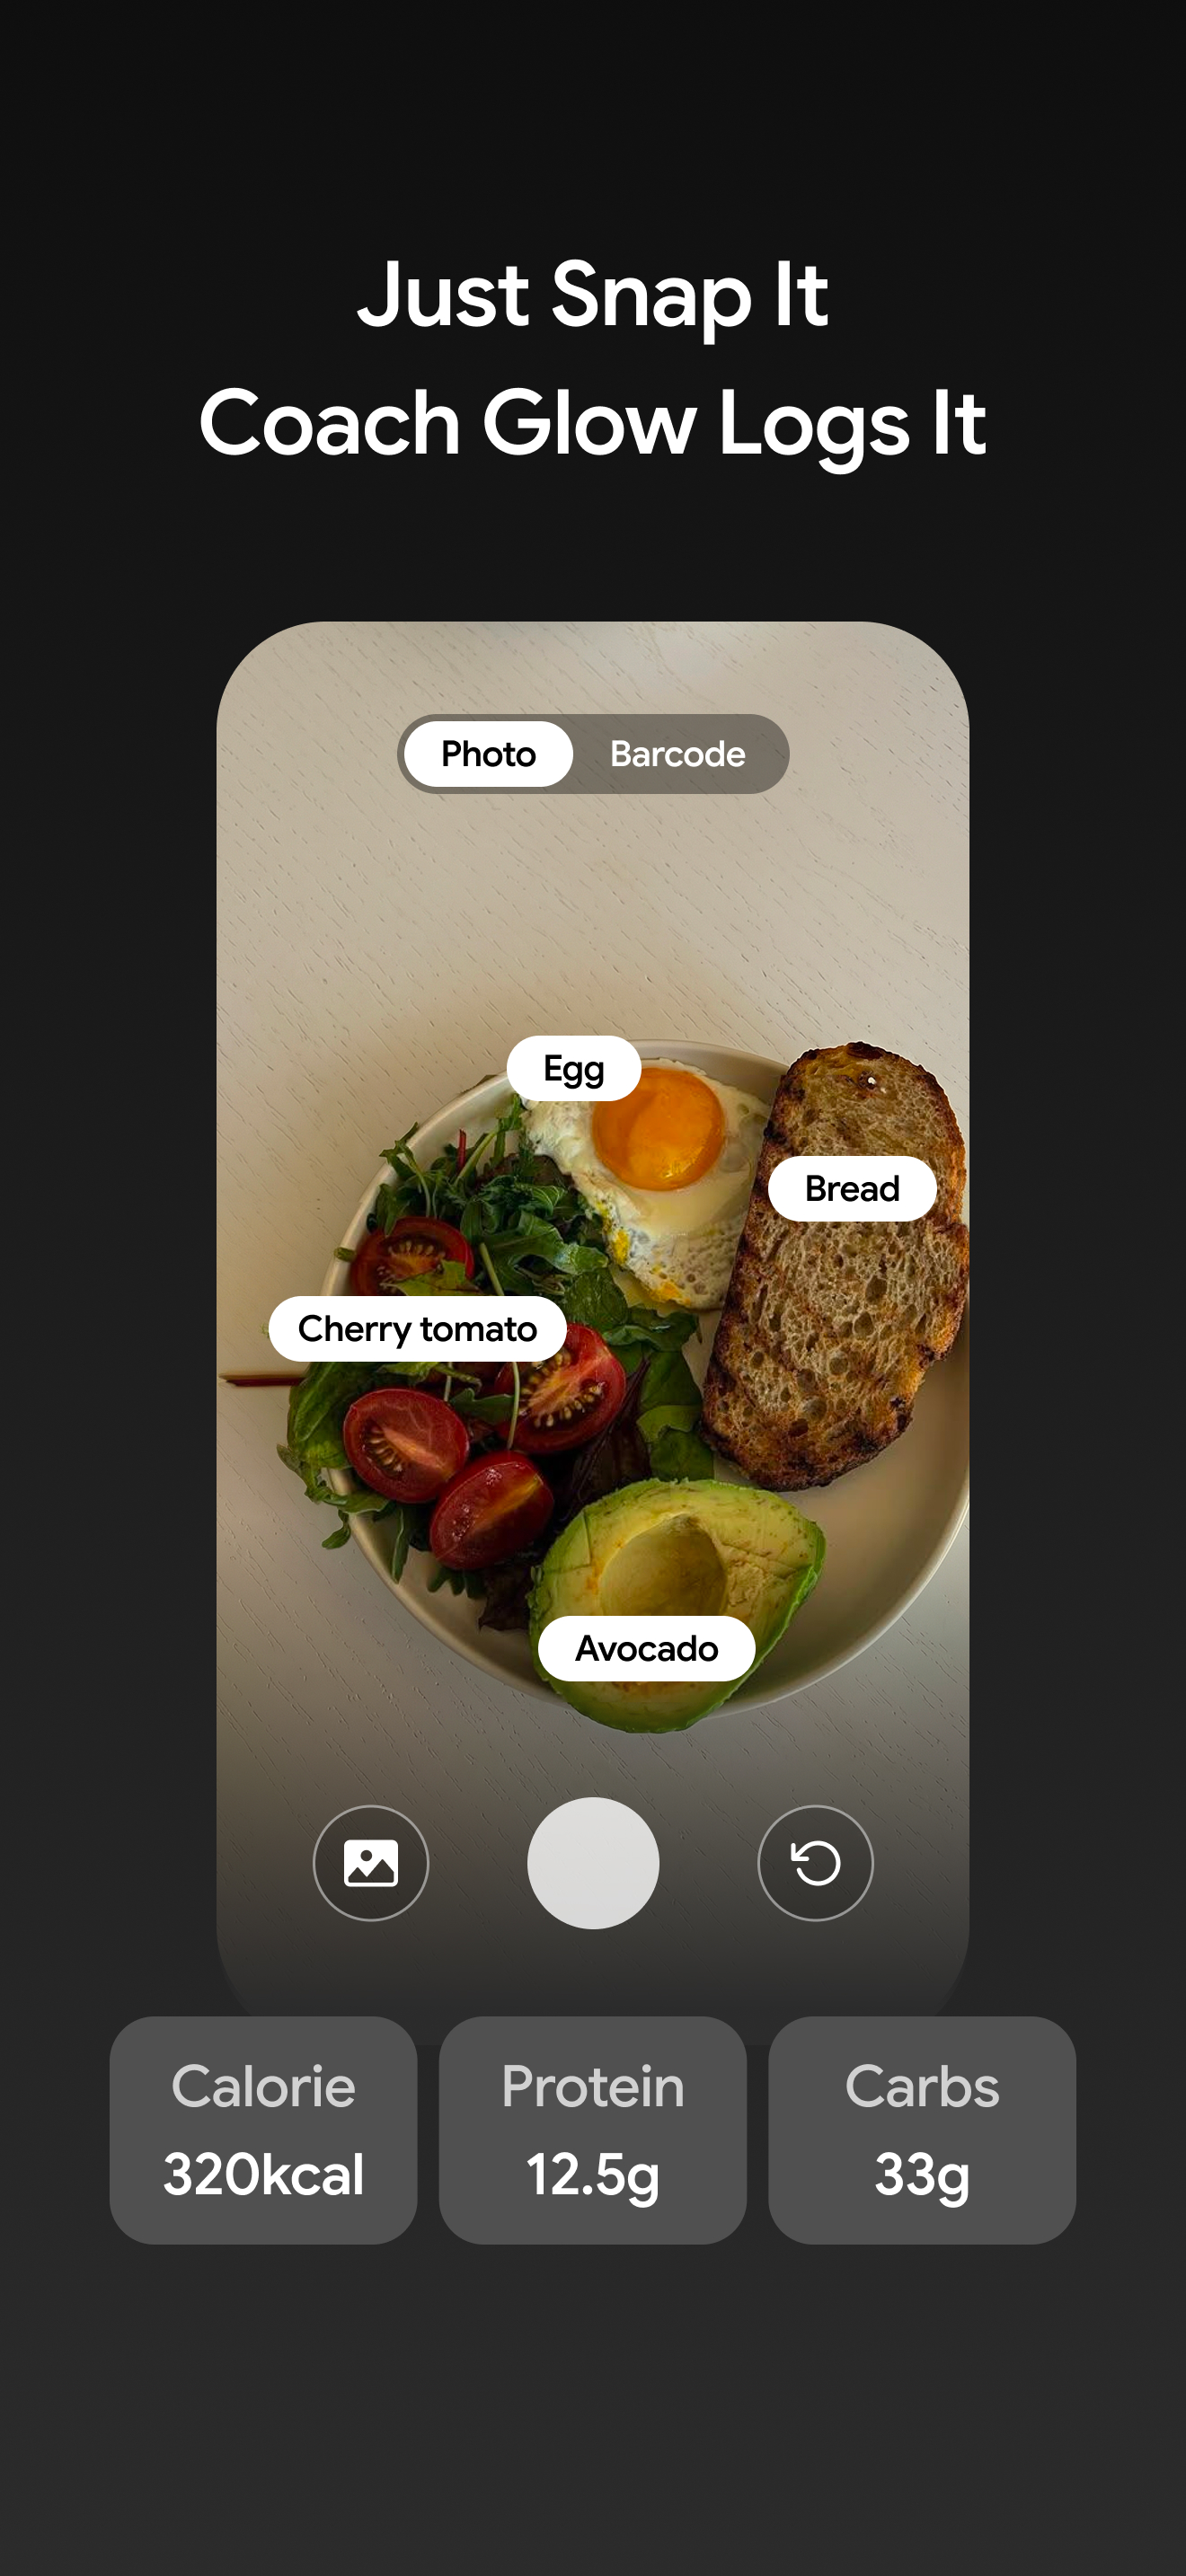 Just Snap It
Coach Glow Logs It
Photo Barcode
Egg
Bread
Cherry tomato
Avocado
Calorie Protein Carbs
320kcal 12.5g 33g